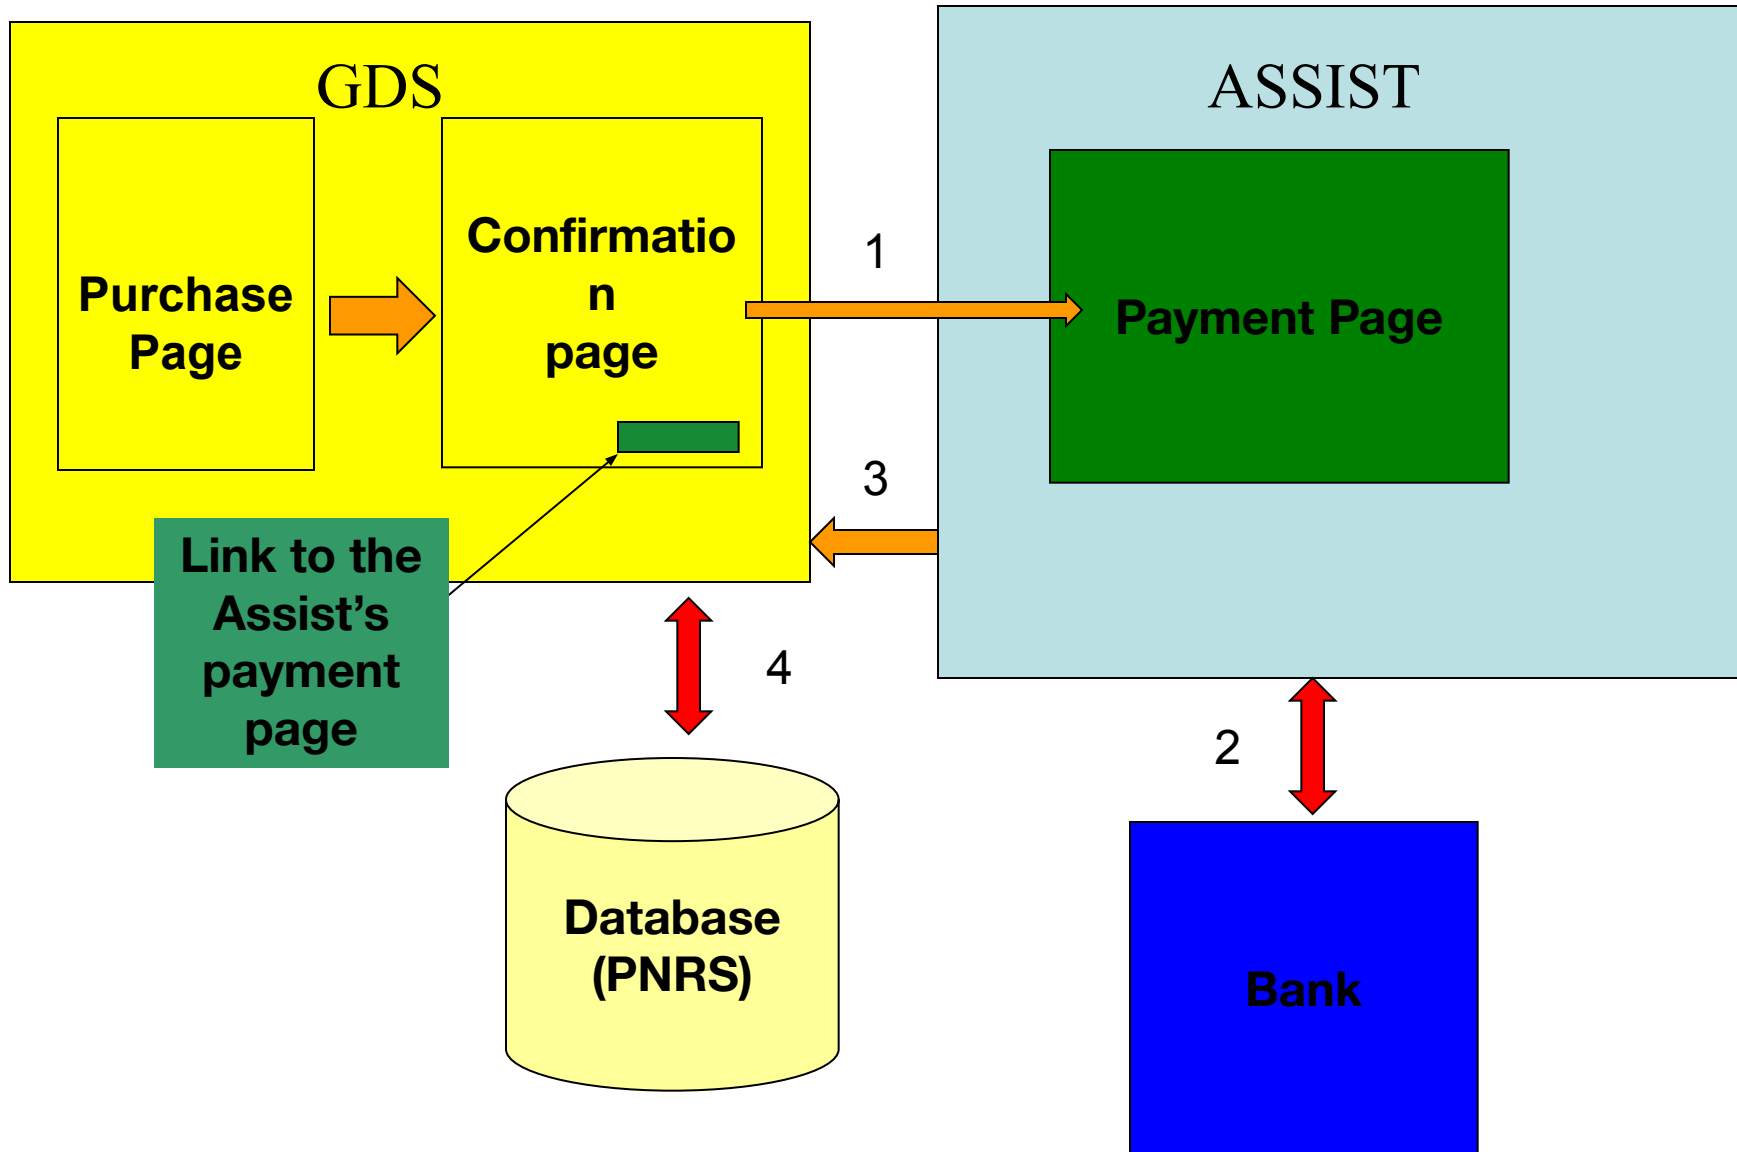 GDS
ASSIST
Purchase
Page
Confirmatio
n
page
1
Payment Page
3
Link to the
Assist’s
payment
page
4
2
Database
(PNRS)
Bank